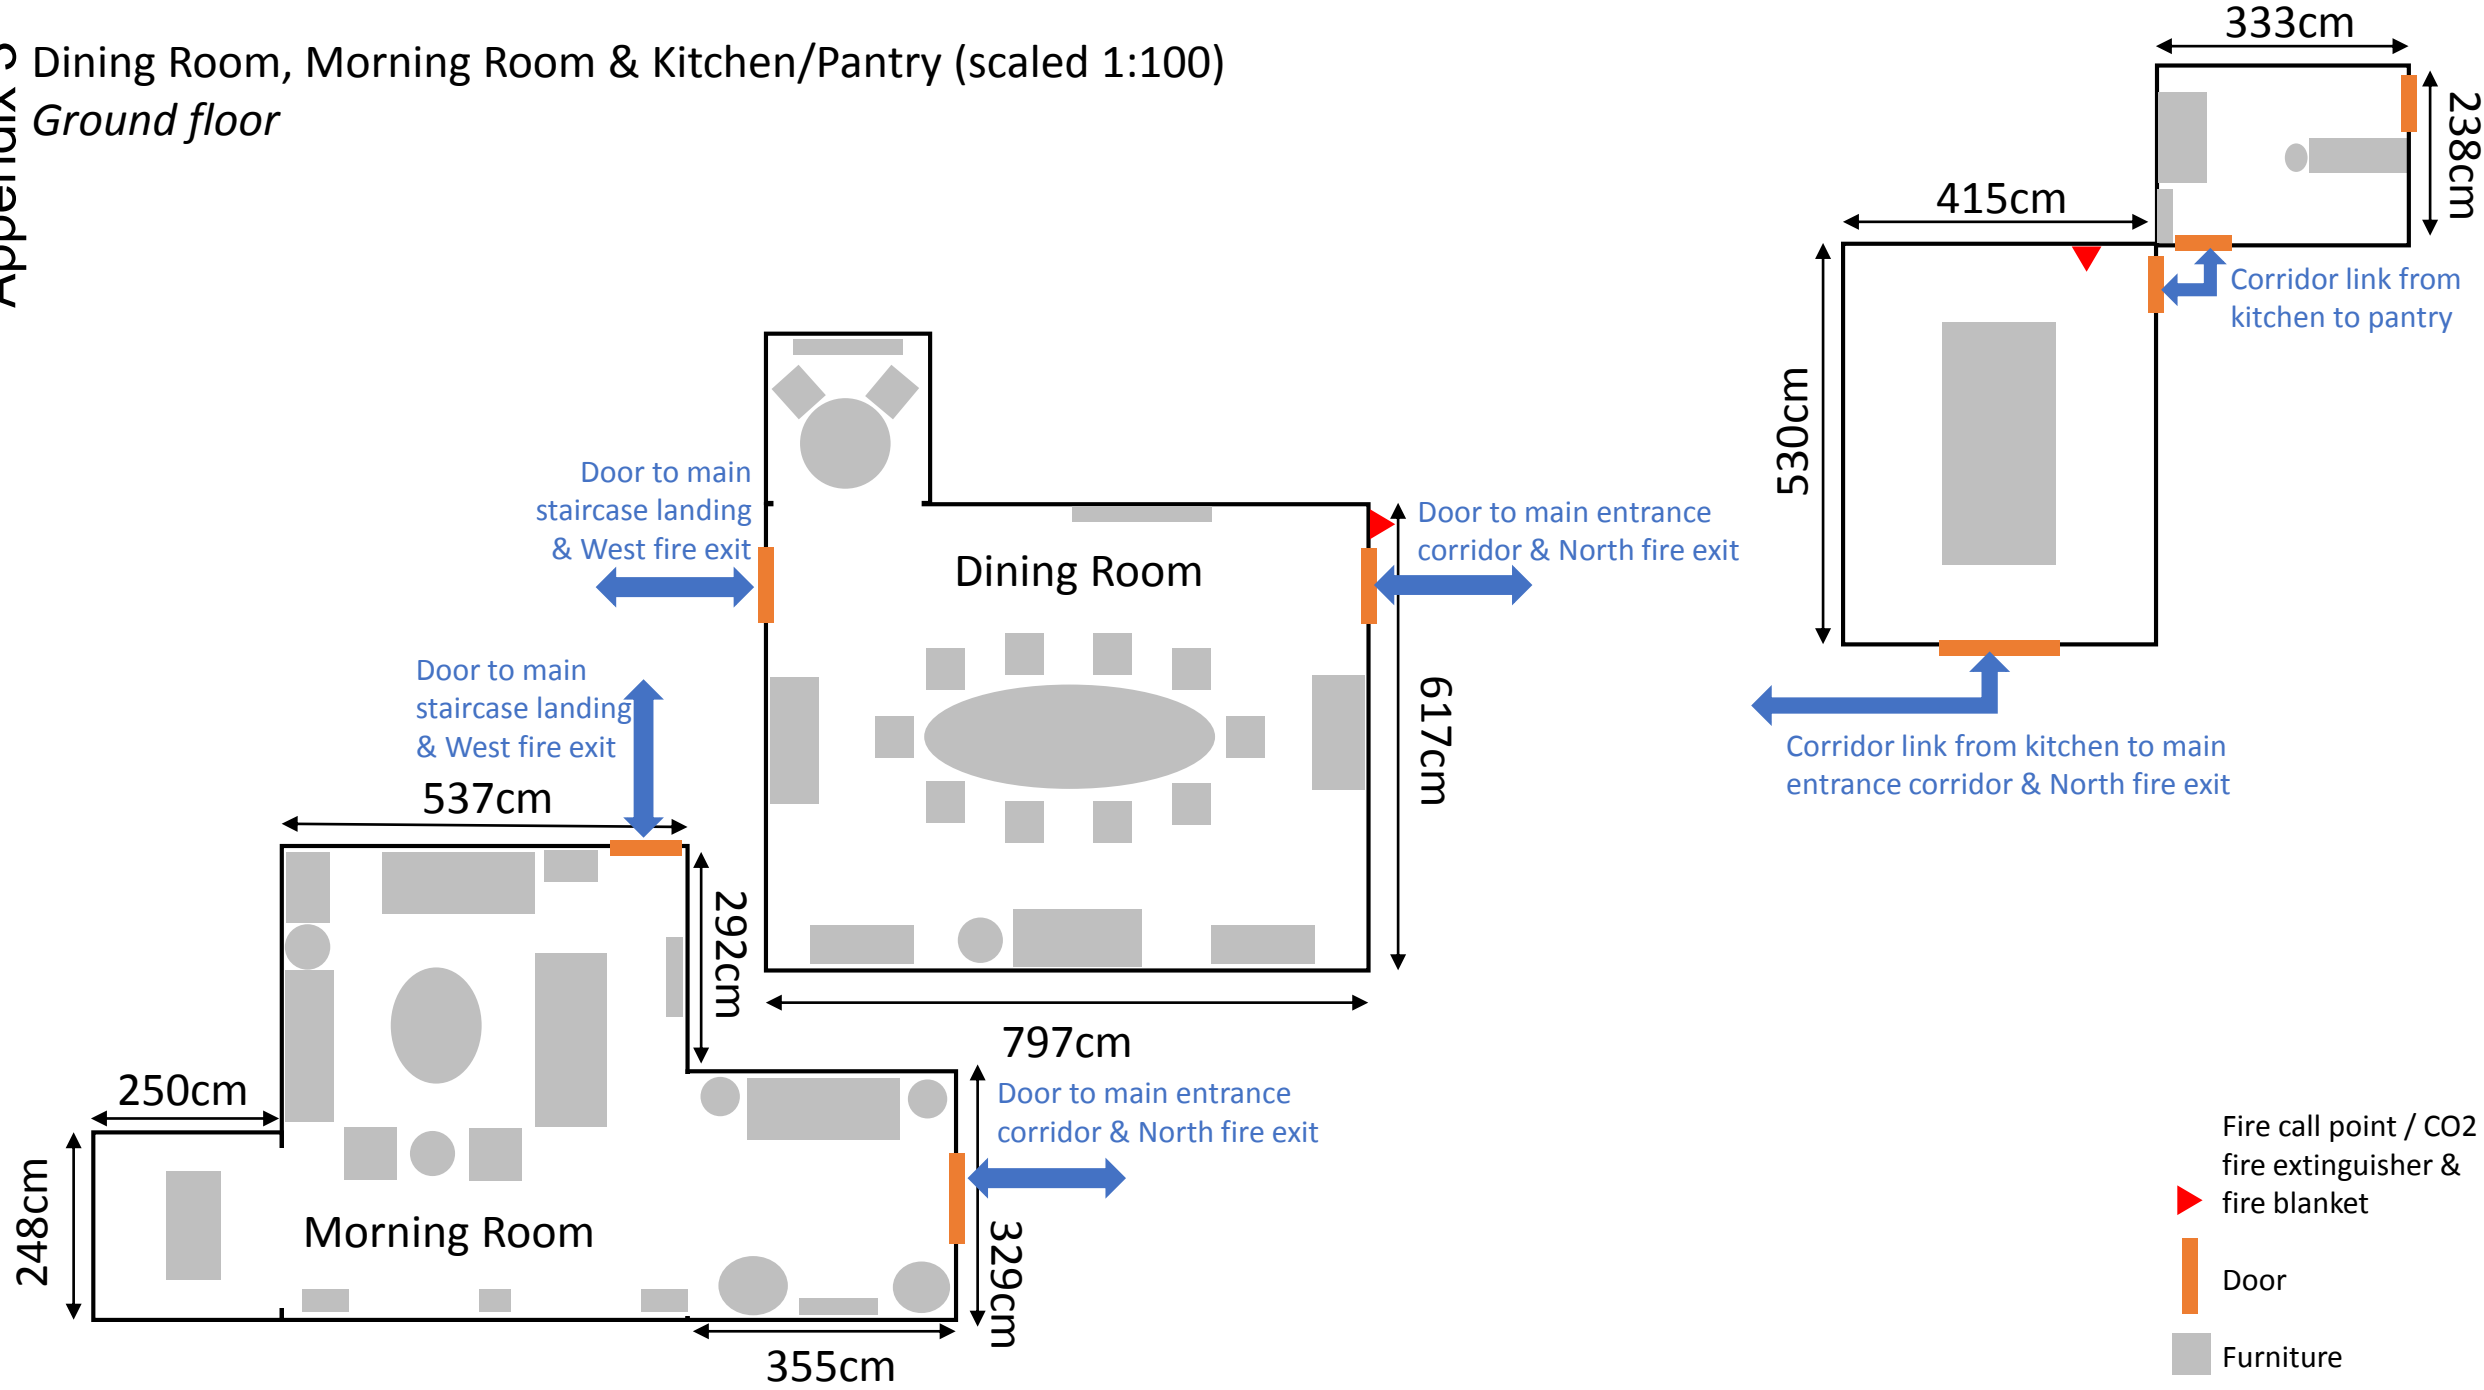 Dining Room, Morning Room & Kitchen/Pantry (scaled 1:100)
Ground floor
Appendix
333cm
238cm
415cm
Corridor link from
kitchen to pantry
530cm
Door to main
staircase landing
& West fire exit
Door to main entrance
corridor & North fire exit
Dining Room
617cm
Door to main
staircase landing
& West fire exit
Corridor link from kitchen to main
entrance corridor & North fire exit
537cm
292cm
797cm
250cm
Door to main entrance
corridor & North fire exit
248cm
Morning Room
329cm
355cm
Fire call point / CO2
fire extinguisher &
fire blanket
Door
Furniture